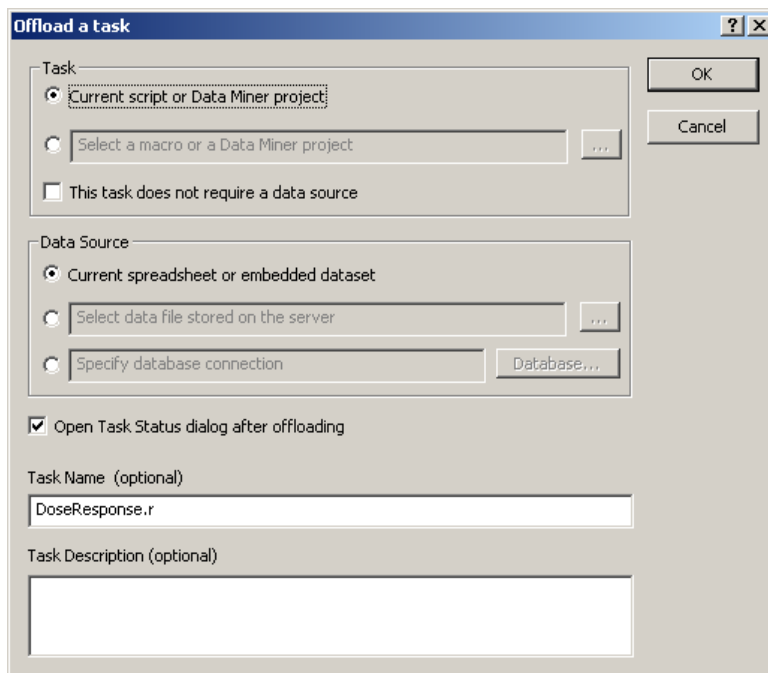 Offload a task
Task
Current script or Data Miner project
OK
Select a macro or a Data Miner project
...
Cancel
This task does not require a data source
Data Source
Current spreadsheet or embedded dataset
Select data file stored on the server
...
Specify database connection
Database...
Open Task Status dialog after offloading
Task Name (optional)
DoseResponse.r
Task Description (optional)